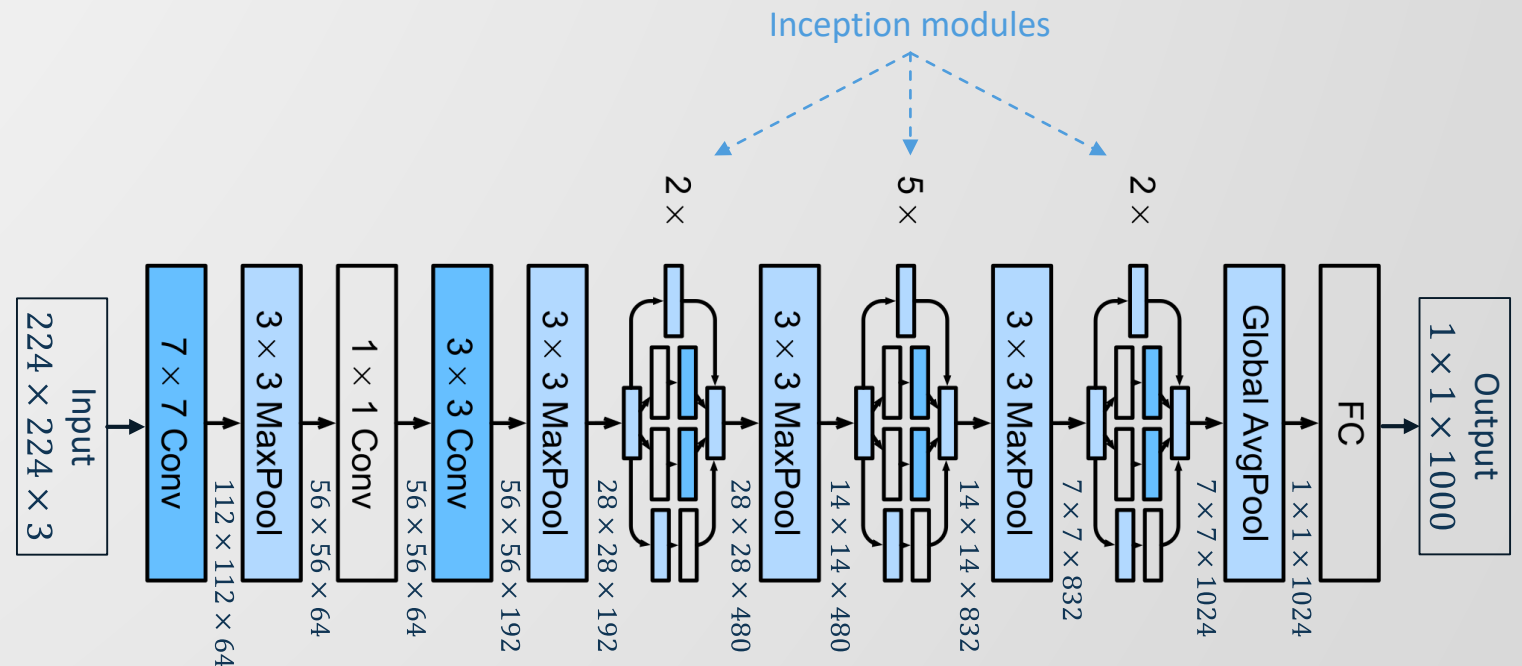 Inception modules
2 ×
5 ×
2 ×
Input
224 × 224 × 3
7 × 7 Conv
112 × 112 × 64
3 × 3 MaxPool
56 × 56 × 64
1 × 1 Conv
56 × 56 × 64
3 × 3 Conv
56 × 56 × 192
3 × 3 MaxPool
28 × 28 × 192
28 × 28 × 480
3 × 3 MaxPool
14 × 14 × 480
14 × 14 × 832
3 × 3 MaxPool
7 × 7 × 832
7 × 7 × 1024
Global AvgPool
1 × 1 × 1024
FC
Output
1 × 1 × 1000